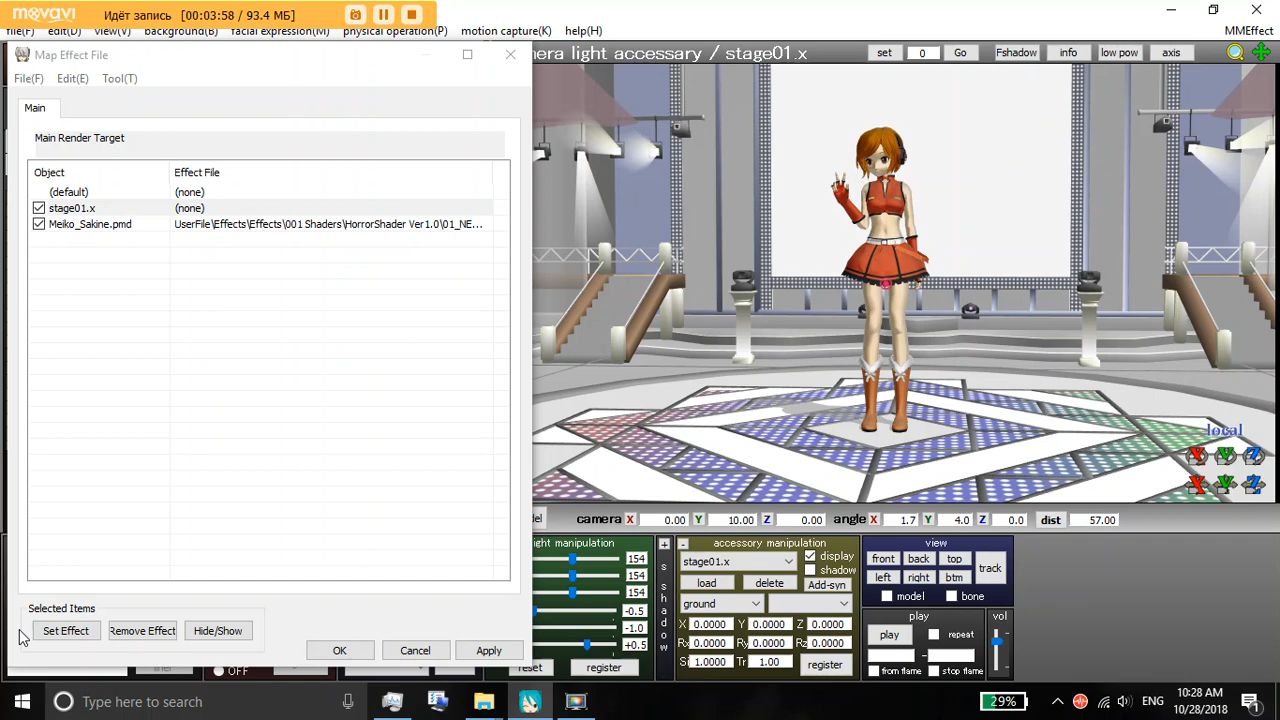 movavi Идёт запись [00:03:58 / 93.4 МБ]
file(F) edit(D) view(V) background(B) facial expression(M) physical operation(P) motion capture(K) help(H) MMEffect
Map Effect File
camera light accessary / stage01.x set 0 Go Fshadow info low pow axis
File(F) Edit(E) Tool(T)
Main
Main Render Target
Object Effect File
(default) (none)
stage01.x (none)
Meiko_Sakine.pmd UserFile\Effects\Effects\001 Shaders\HorrorShader Ver1.0\01_NE...
local
X Y Z
X Y Z
camera X 0.00 Y 10.00 Z 0.00 angle X 1.7 Y 4.0 Z 0.0 dist 57.00
light manipulation
154
154
154
-0.5
-1.0
+0.5
reset register
+
s shadow
- accessory manipulation
stage01.x display
shadow
load delete Add-syn
ground
X 0.0000 Y 0.0000 Z 0.0000
Rx 0.0000 Ry 0.0000 Rz 0.0000
Si 1.0000 Tr 1.00 register
view
front back top
left right btm track
model bone
play vol
play repeat
from flame stop flame
Selected Items
Set Effect Remove Effect Hide/Show
OK Cancel Apply
OFF
Type here to search
29% ENG 10:28 AM
10/28/2018
1